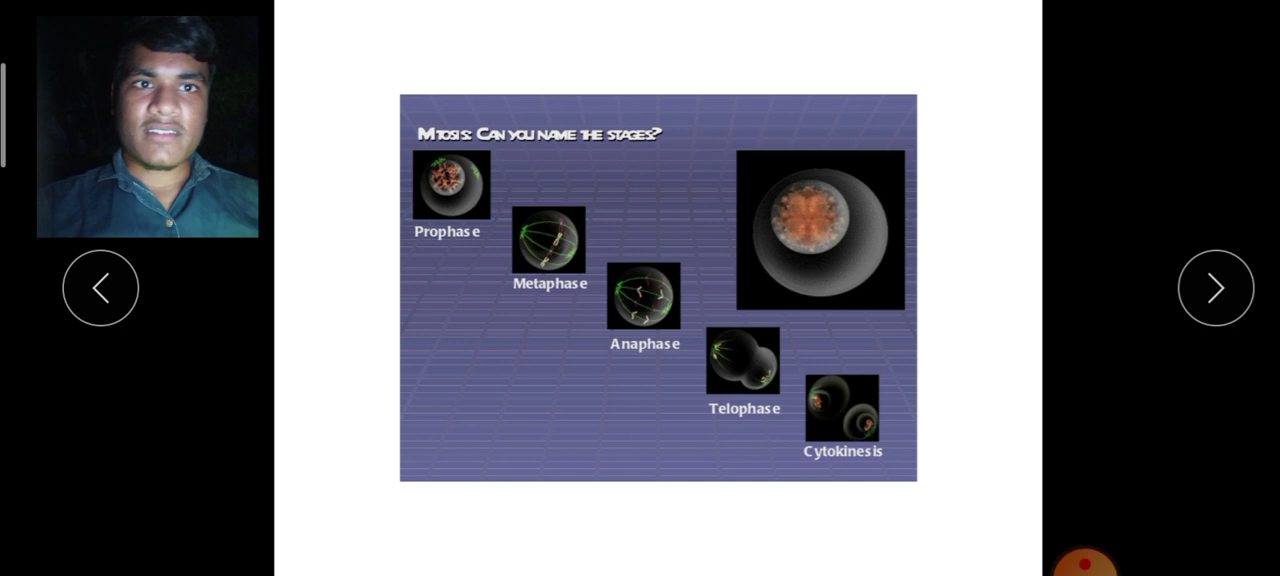 MITOSIS: CAN YOU NAME THE STAGES?
Prophase
Metaphase
Anaphase
Telophase
Cytokinesis